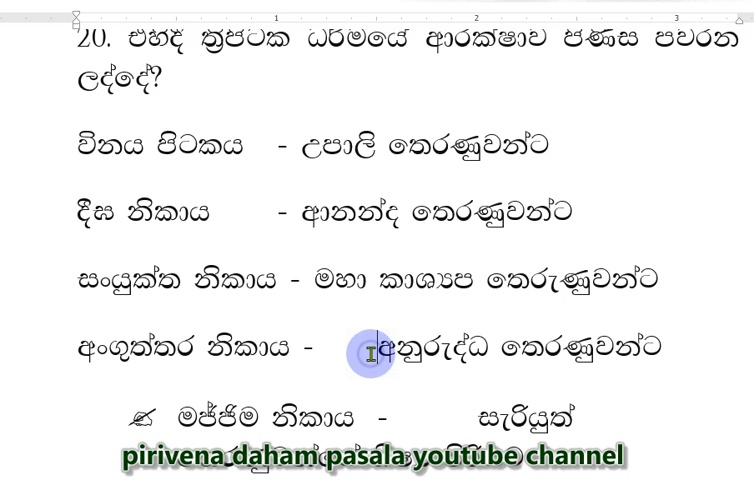 20. එහිදී ත්‍රිපිටක ධර්මයේ ආරක්ෂාව පිණිස පවරන
ලද්දේ?
විනය පිටකය - උපාලි තෙරණුවන්ට
දීඝ නිකාය - ආනන්ද තෙරණුවන්ට
සංයුක්ත නිකාය - මහා කාශ්‍යප තෙරුණුවන්ට
අංගුත්තර නිකාය - අනුරුද්ධ තෙරණුවන්ට
මජ්ජිම නිකාය - සැරියුත්
pirivena daham pasala youtube channel